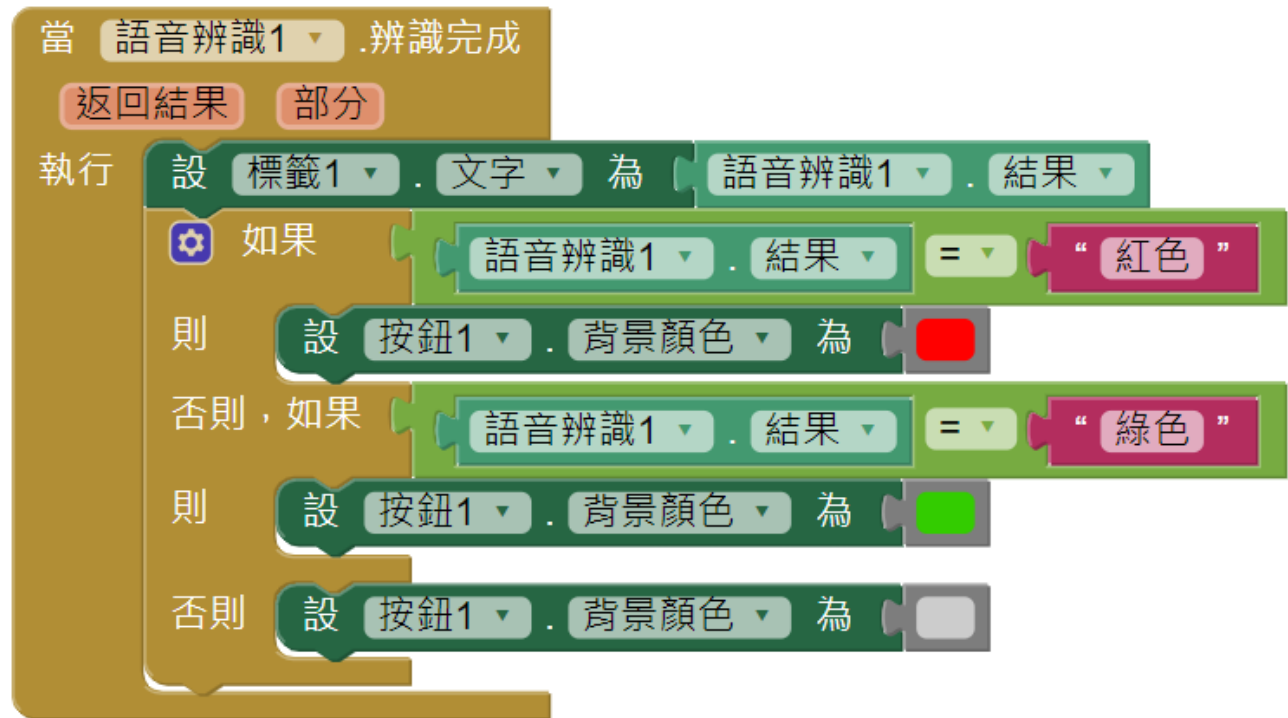 當 語音辨識1 .辨識完成
返回結果 部分
執行 設 標籤1 . 文字 為 語音辨識1 . 結果
如果 語音辨識1 . 結果 = “ 紅色 ”
則 設 按鈕1 . 背景顏色 為
否則，如果 語音辨識1 . 結果 = “ 綠色 ”
則 設 按鈕1 . 背景顏色 為
否則 設 按鈕1 . 背景顏色 為